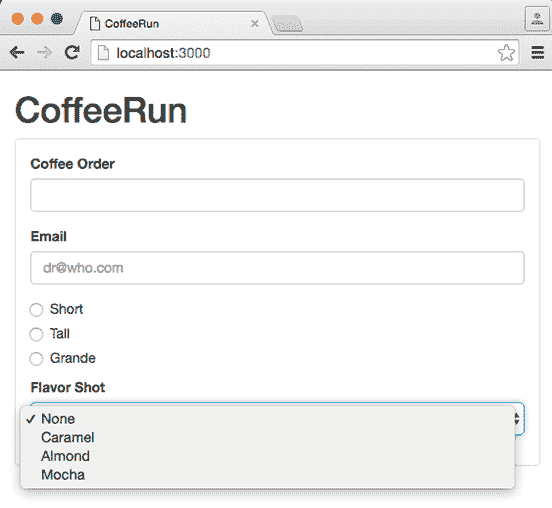 CoffeeRun
localhost:3000
CoffeeRun
Coffee Order
Email
dr@who.com
Short
Tall
Grande
Flavor Shot
None
Caramel
Almond
Mocha